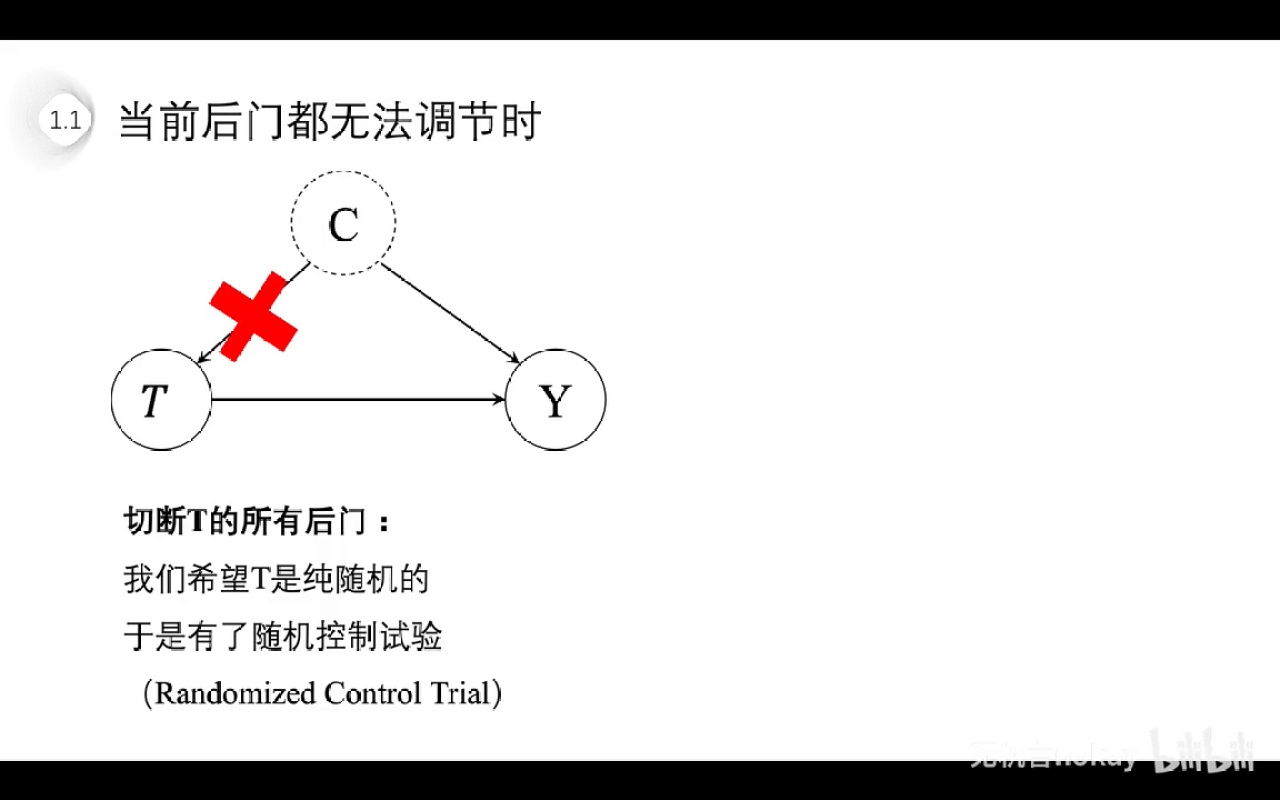 1.1
当前后门都无法调节时
C
T
Y
切断T的所有后门：
我们希望T是纯随机的
于是有了随机控制试验
（Randomized Control Trial）
bilibili